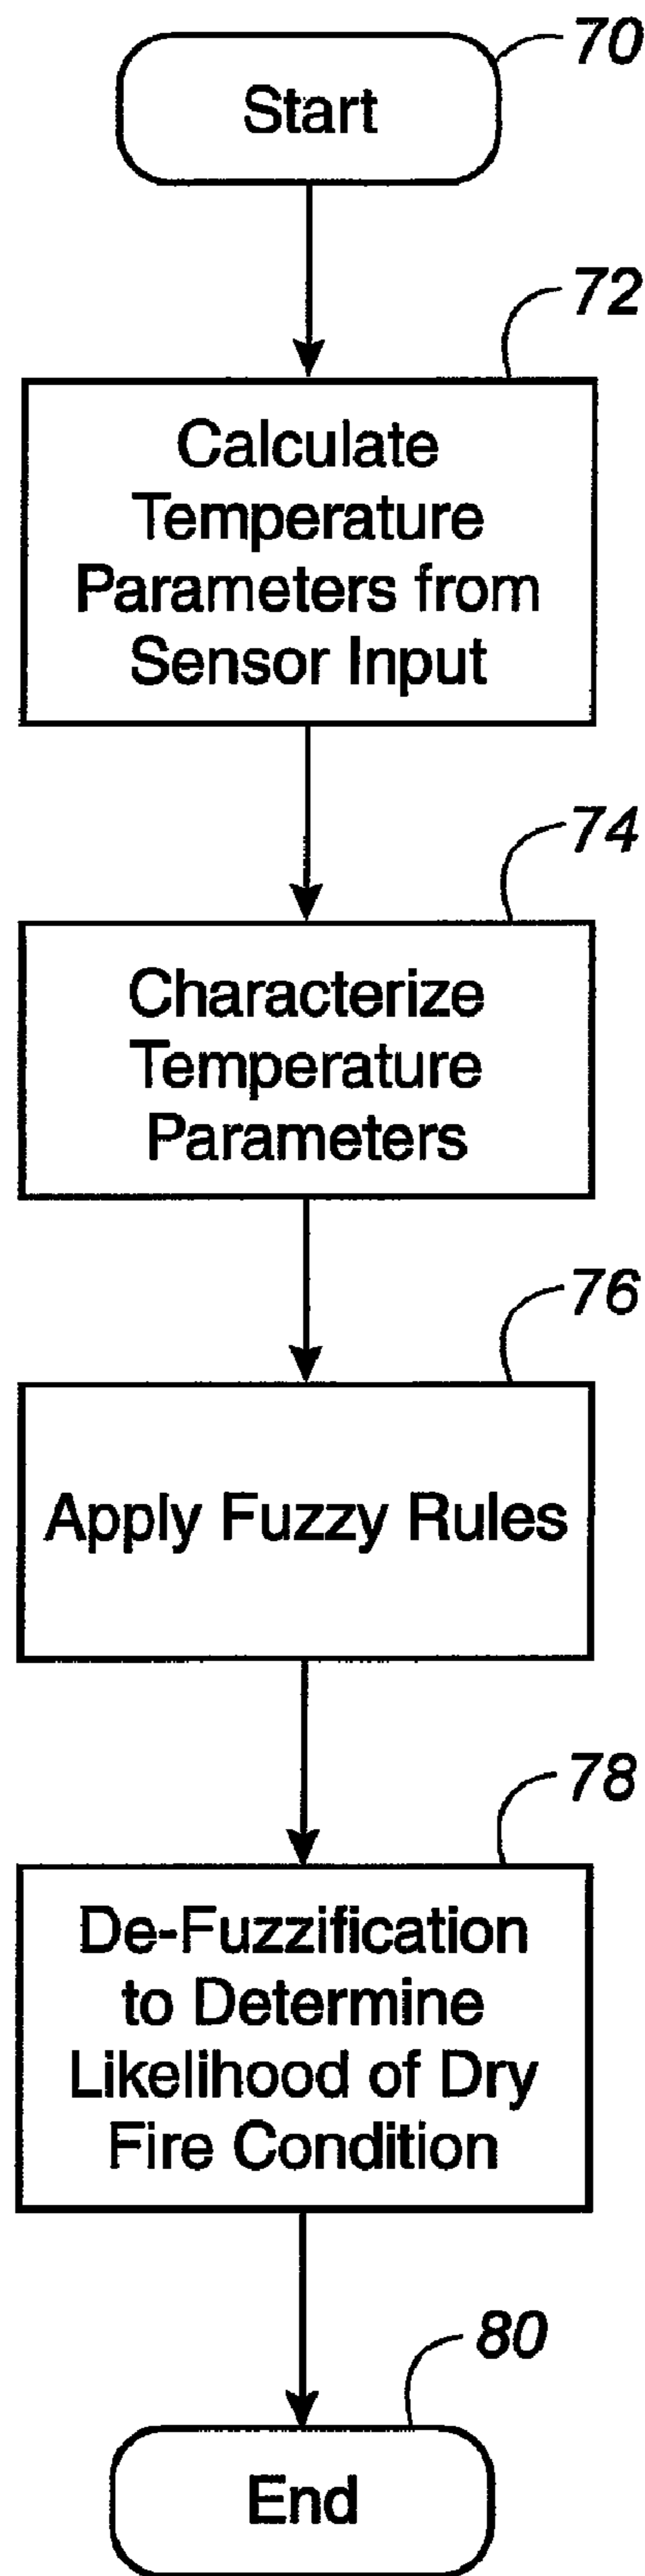 70
Start
72
Calculate
Temperature
Parameters from
Sensor Input
74
Characterize
Temperature
Parameters
76
Apply Fuzzy Rules
78
De-Fuzzification
to Determine
Likelihood of Dry
Fire Condition
80
End